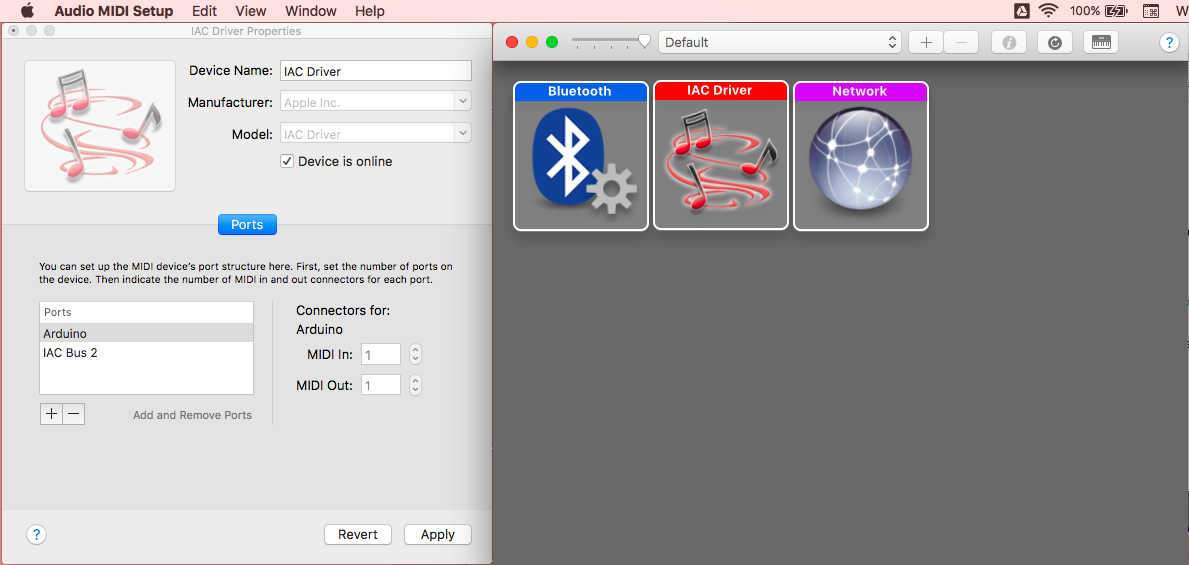 Audio MIDI Setup Edit View Window Help 100%
IAC Driver Properties
Device Name: IAC Driver
Manufacturer: Apple Inc.
Model: IAC Driver
Device is online
Ports
You can set up the MIDI device's port structure here. First, set the number of ports on
the device. Then indicate the number of MIDI in and out connectors for each port.
Ports
Arduino
IAC Bus 2
+ −
Add and Remove Ports
Connectors for:
Arduino
MIDI In: 1
MIDI Out: 1
?
Revert
Apply
Default
+ −
i
?
Bluetooth
IAC Driver
Network